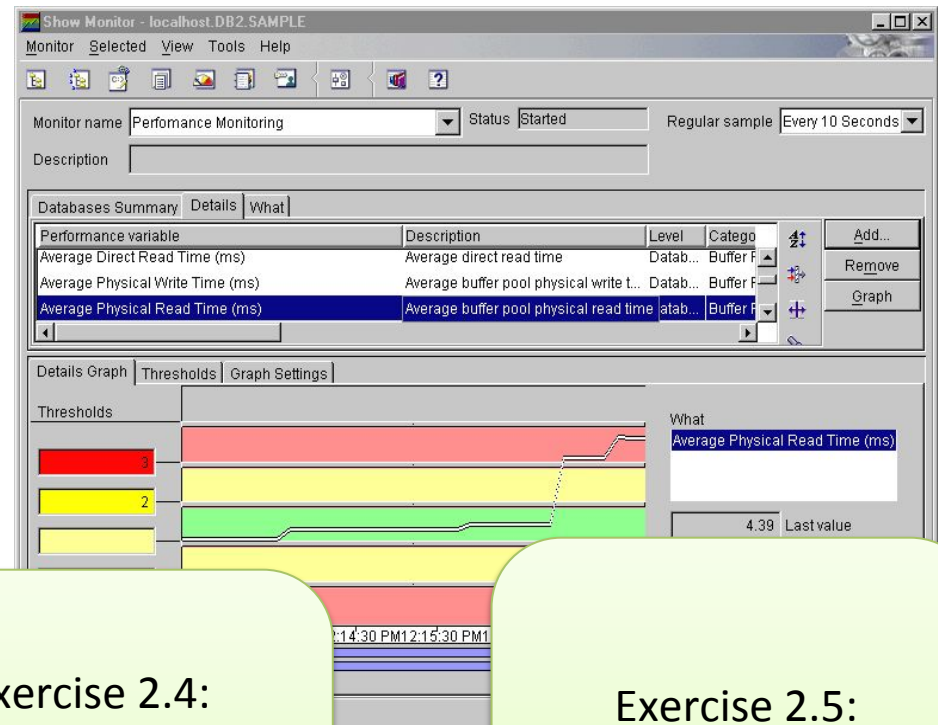 Show Monitor - localhost.DB2.SAMPLE
Monitor Selected View Tools Help
Monitor name Perfomance Monitoring Status Started Regular sample Every 10 Seconds
Description
Databases Summary Details What
Performance variable Description Level Catego
Average Direct Read Time (ms) Average direct read time Datab... Buffer
Average Physical Write Time (ms) Average buffer pool physical write t... Datab... Buffer
Average Physical Read Time (ms) Average buffer pool physical read time atab... Buffer
Add...
Remove
Graph
Details Graph Thresholds Graph Settings
Thresholds
3
2
What
Average Physical Read Time (ms)
4.39 Last value
:14:30 PM 12:15:30 PM 1
xercise 2.4:
Exercise 2.5: